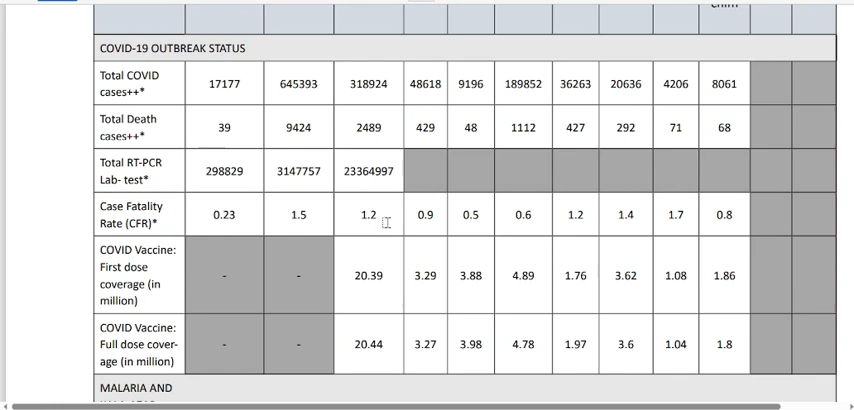 COVID-19 OUTBREAK STATUS
Total COVID
cases++* 17177 645393 318924 48618 9196 189852 36263 20636 4206 8061
Total Death
cases++* 39 9424 2489 429 48 1112 427 292 71 68
Total RT-PCR
Lab- test* 298829 3147757 23364997
Case Fatality
Rate (CFR)* 0.23 1.5 1.2 0.9 0.5 0.6 1.2 1.4 1.7 0.8
COVID Vaccine:
First dose
coverage (in
million) - - 20.39 3.29 3.88 4.89 1.76 3.62 1.08 1.86
COVID Vaccine:
Full dose cover-
age (in million) - - 20.44 3.27 3.98 4.78 1.97 3.6 1.04 1.8
MALARIA AND